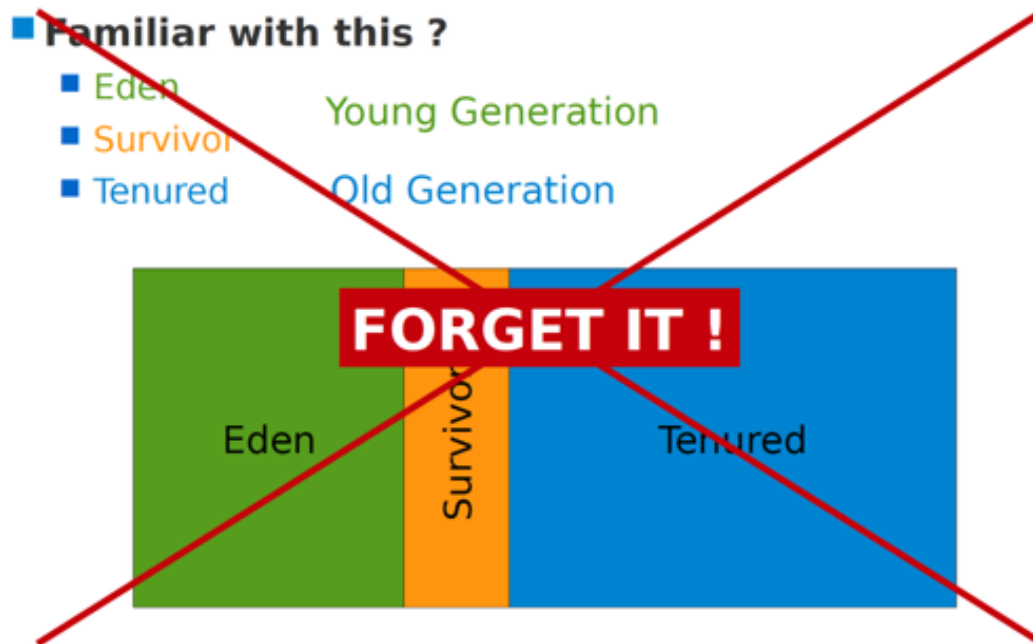 Familiar with this ?
Eden
Young Generation
Survivor
Tenured
Old Generation
FORGET IT !
Eden
Survivor
Tenured